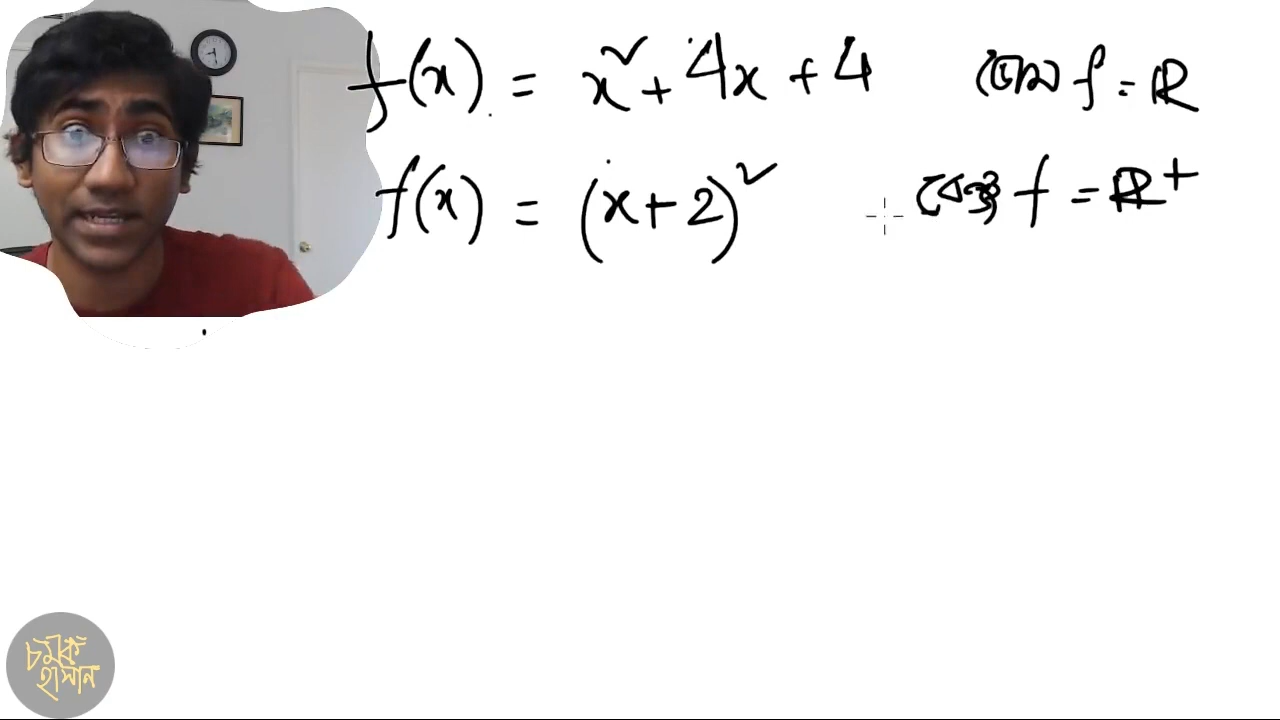 f(x) = x² + 4x + 4 ডোম f = ℝ
f(x) = (x+2)² রেঞ্জ f = ℝ⁺
চমক
হাসান